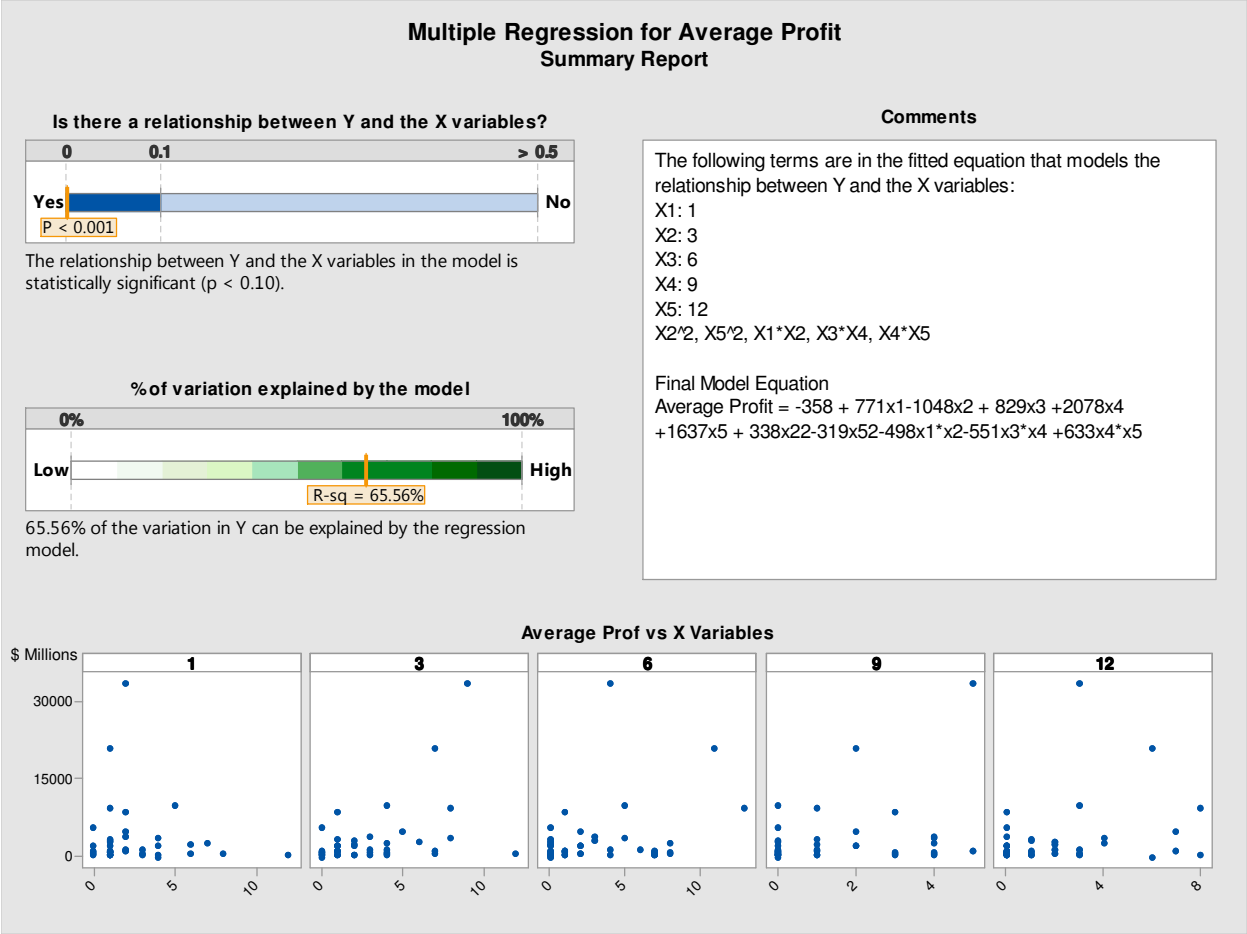 Multiple Regression for Average Profit
Summary Report
Is there a relationship between Y and the X variables?
0 0.1 > 0.5
Yes No
P < 0.001
The relationship between Y and the X variables in the model is
statistically significant (p < 0.10).
% of variation explained by the model
0% 100%
Low High
R-sq = 65.56%
65.56% of the variation in Y can be explained by the regression
model.
Comments
The following terms are in the fitted equation that models the
relationship between Y and the X variables:
X1: 1
X2: 3
X3: 6
X4: 9
X5: 12
X2^2, X5^2, X1*X2, X3*X4, X4*X5
Final Model Equation
Average Profit = -358 + 771x1-1048x2 + 829x3 +2078x4
+1637x5 + 338x22-319x52-498x1*x2-551x3*x4 +633x4*x5
Average Prof vs X Variables
$ Millions
1 3 6 9 12
30000
15000
0
0 5 10 0 5 10 0 5 10 0 2 4 0 4 8